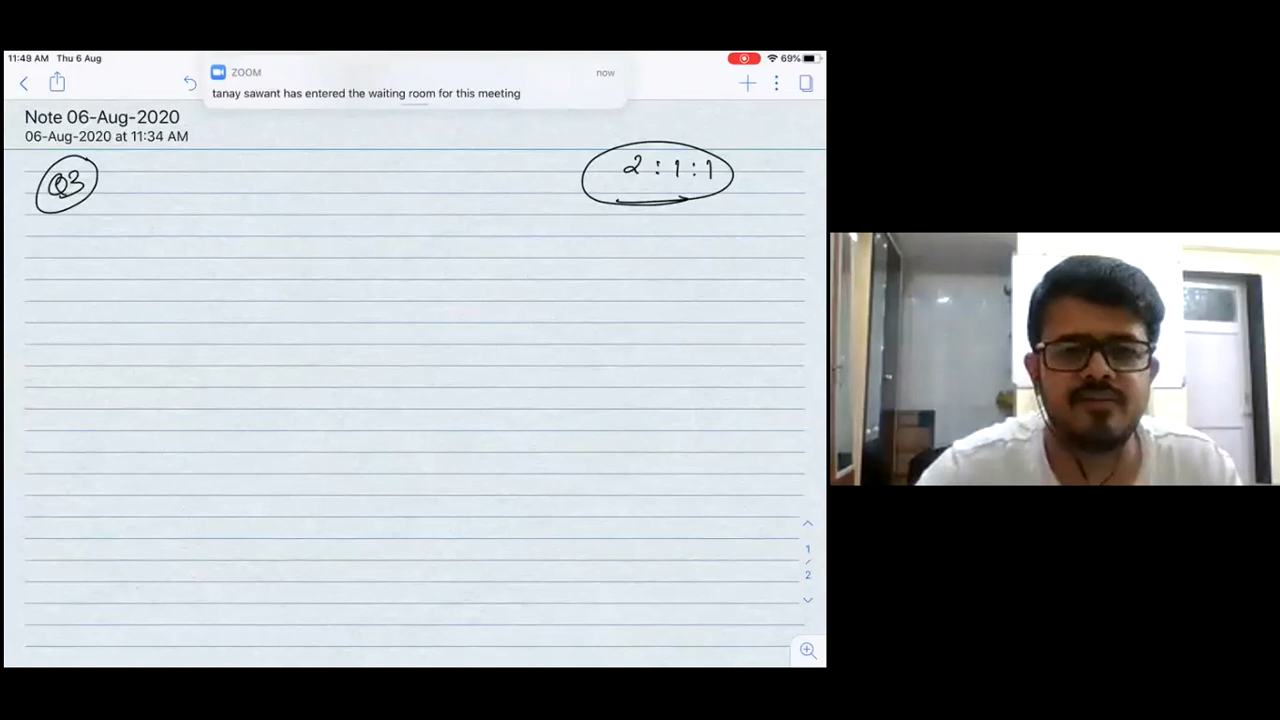 11:49 AM Thu 6 Aug
69%
ZOOM now
tanay sawant has entered the waiting room for this meeting
Note 06-Aug-2020
06-Aug-2020 at 11:34 AM
Q3
2 : 1 : 1
1
/
2